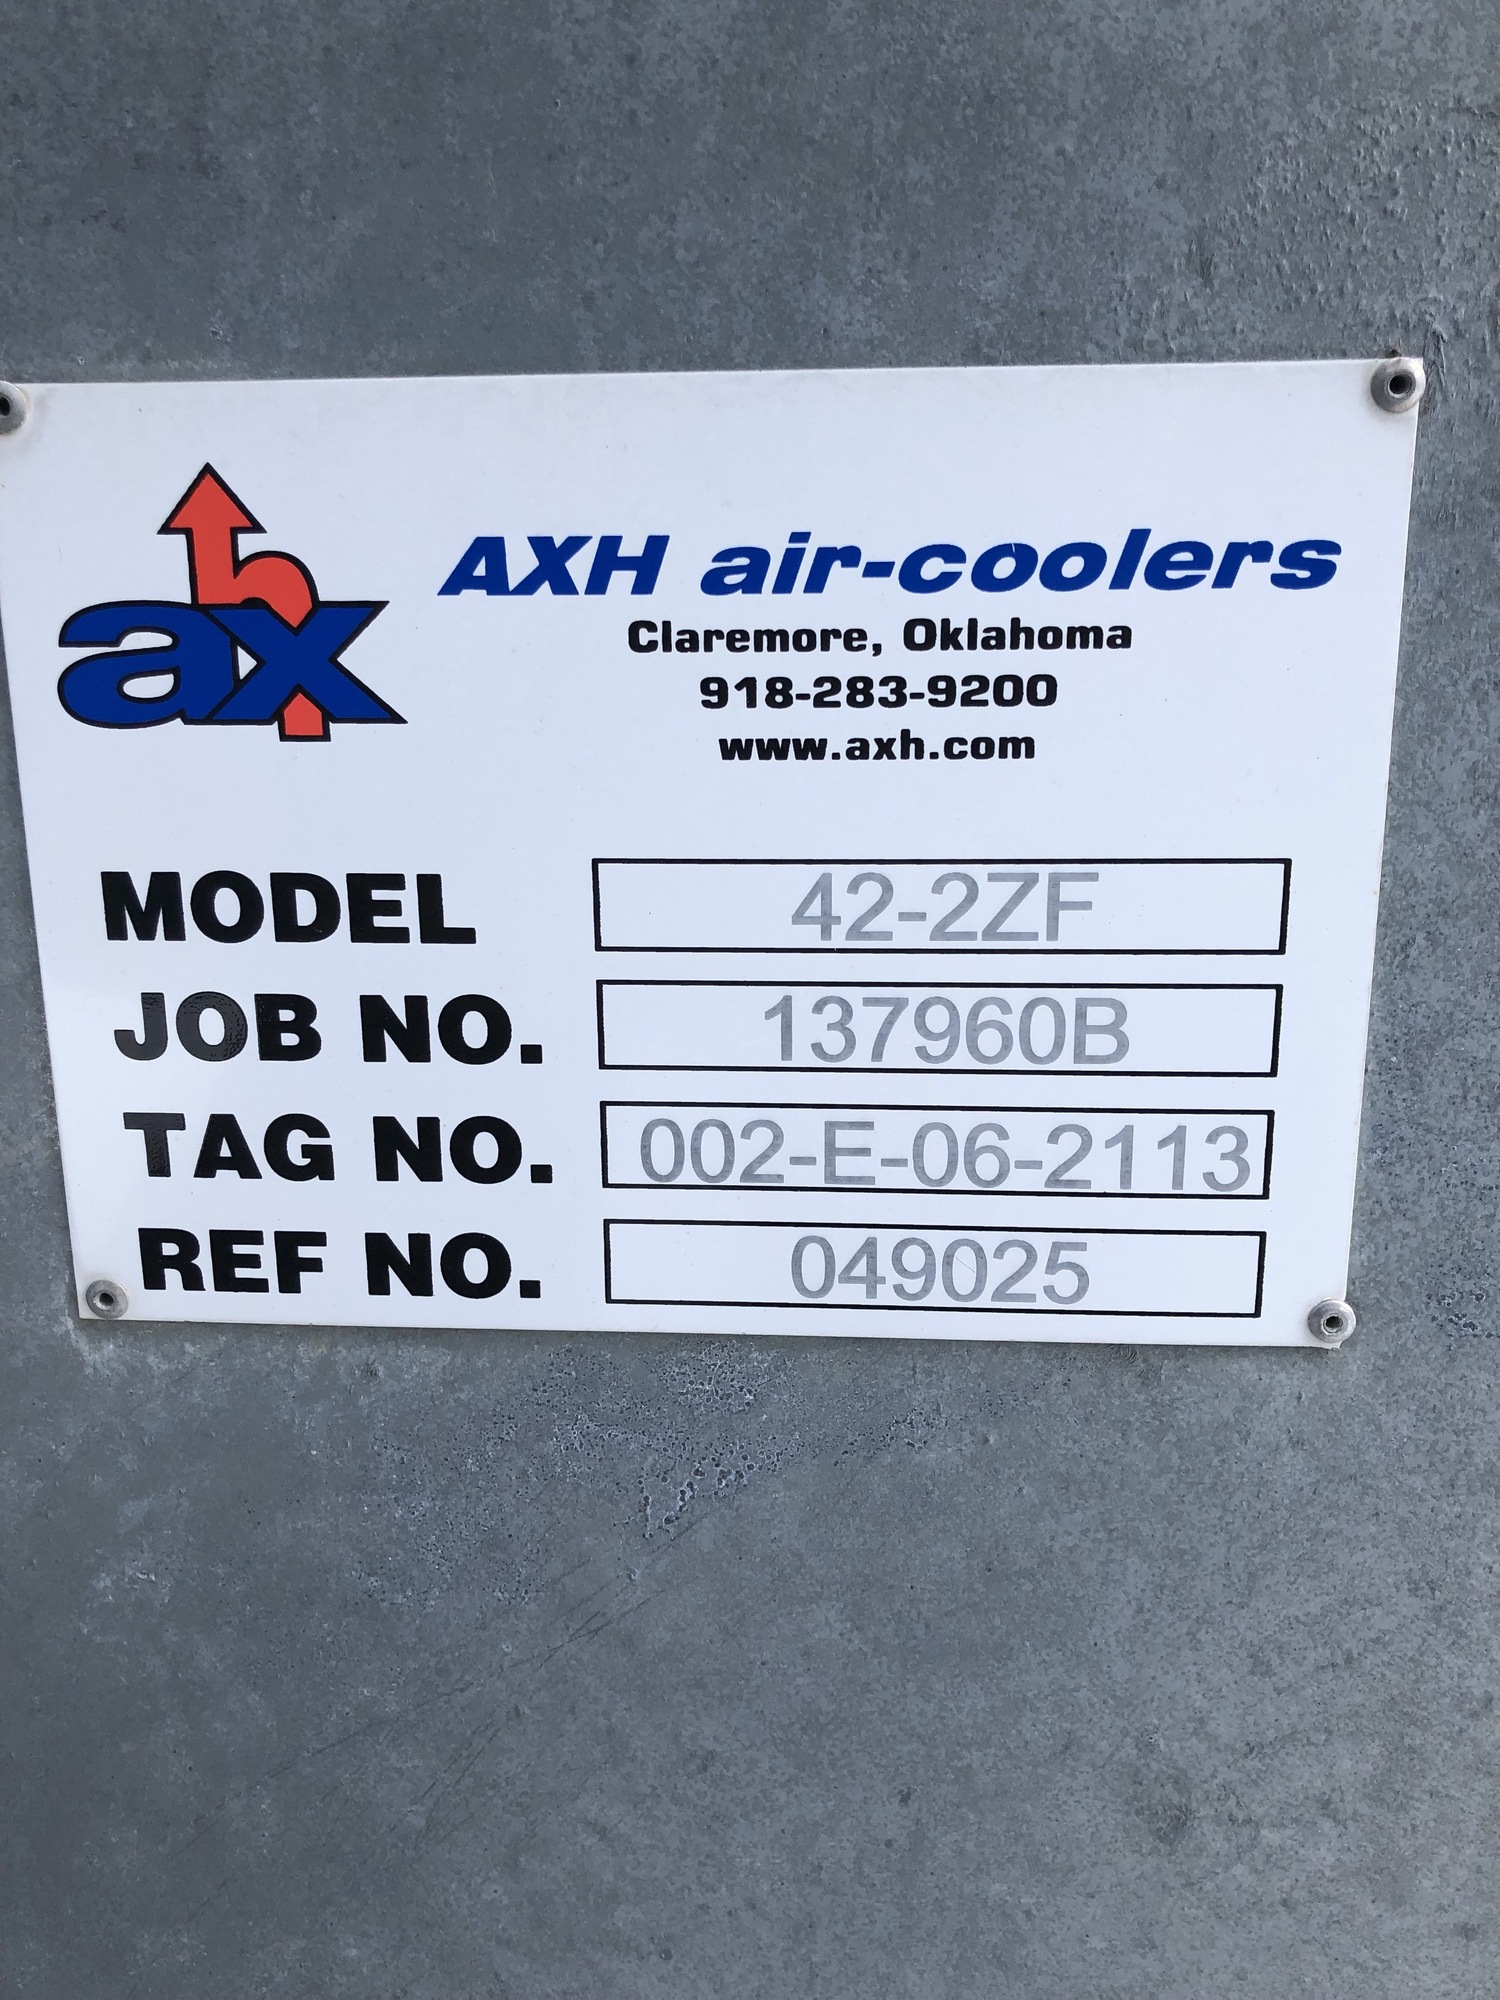 axh
AXH air-coolers
Claremore, Oklahoma
918-283-9200
www.axh.com
MODEL 42-2ZF
JOB NO. 137960B
TAG NO. 002-E-06-2113
REF NO. 049025